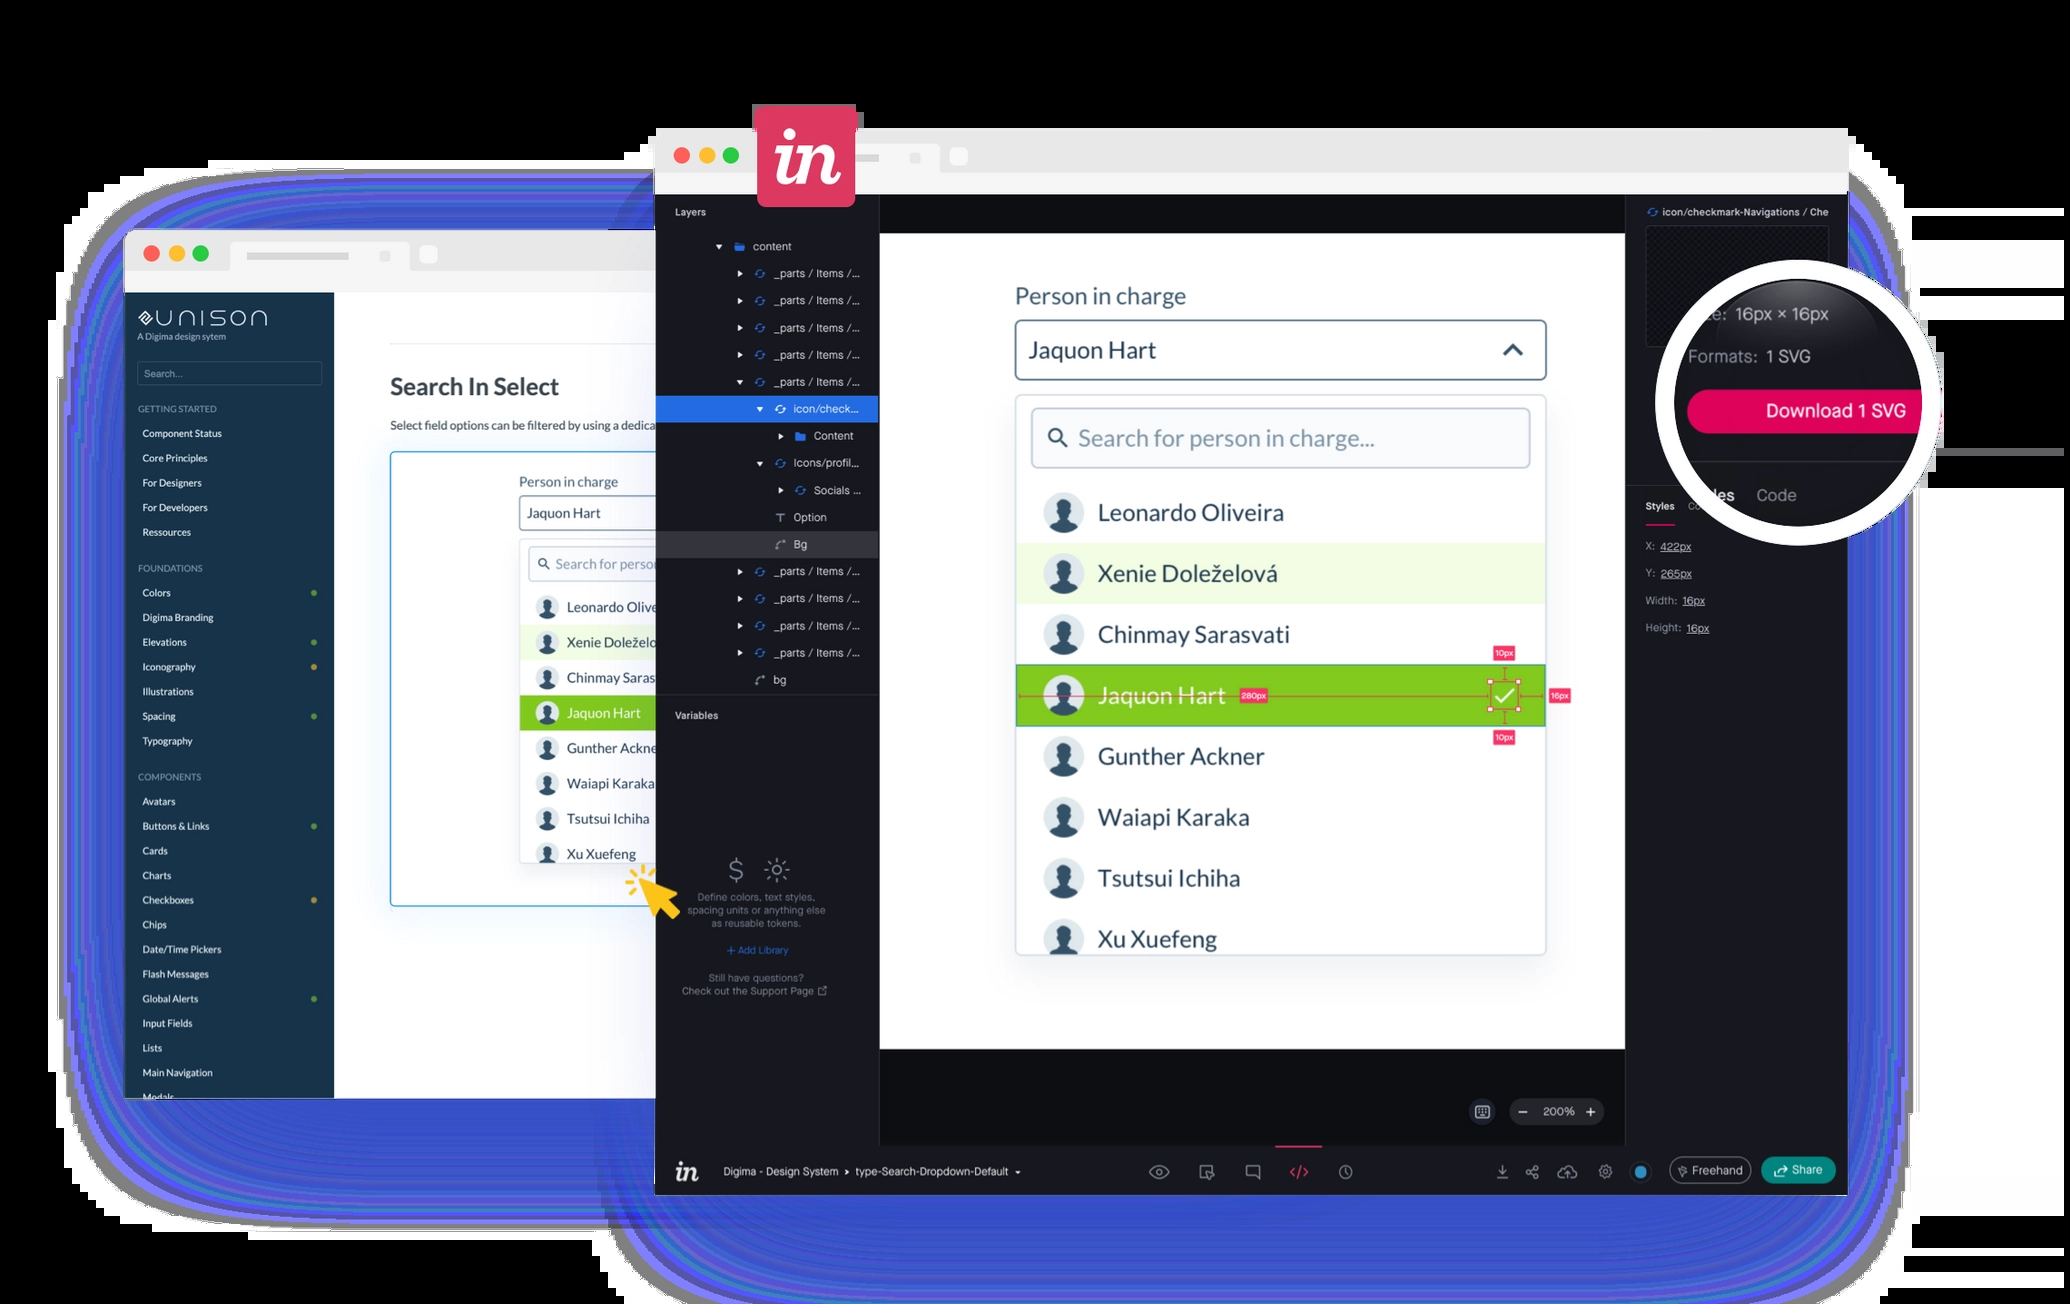 UNISON
A Digima design sytem
Search...
GETTING STARTED
Component Status
Core Principles
For Designers
For Developers
Ressources
FOUNDATIONS
Colors
Digima Branding
Elevations
Iconography
Illustrations
Spacing
Typography
COMPONENTS
Avatars
Buttons & Links
Cards
Charts
Checkboxes
Chips
Date/Time Pickers
Flash Messages
Global Alerts
Input Fields
Lists
Main Navigation
Modals
Search In Select
Select field options can be filtered by using a dedica
Person in charge
Jaquon Hart
Search for perso
Leonardo Olive
Xenie Doleželo
Chinmay Saras
Jaquon Hart
Gunther Ackne
Waiapi Karaka
Tsutsui Ichiha
Xu Xuefeng
in
Layers
content
_parts / Items /...
_parts / Items /...
_parts / Items /...
_parts / Items /...
_parts / Items /...
icon/check...
Content
Icons/profil...
Socials ...
Option
Bg
_parts / Items /...
_parts / Items /...
_parts / Items /...
_parts / Items /...
bg
Variables
Define colors, text styles,
spacing units or anything else
as reusable tokens.
+ Add Library
Still have questions?
Check out the Support Page
Person in charge
Jaquon Hart
Search for person in charge...
Leonardo Oliveira
Xenie Doleželová
Chinmay Sarasvati
10px
Jaquon Hart 280px 16px
10px
Gunther Ackner
Waiapi Karaka
Tsutsui Ichiha
Xu Xuefeng
200%
icon/checkmark-Navigations / Che
e: 16px × 16px
Formats: 1 SVG
Download 1 SVG
les Code
Styles Co
X: 422px
Y: 265px
Width: 16px
Height: 16px
in Digima - Design System › type-Search-Dropdown-Default </> Freehand Share